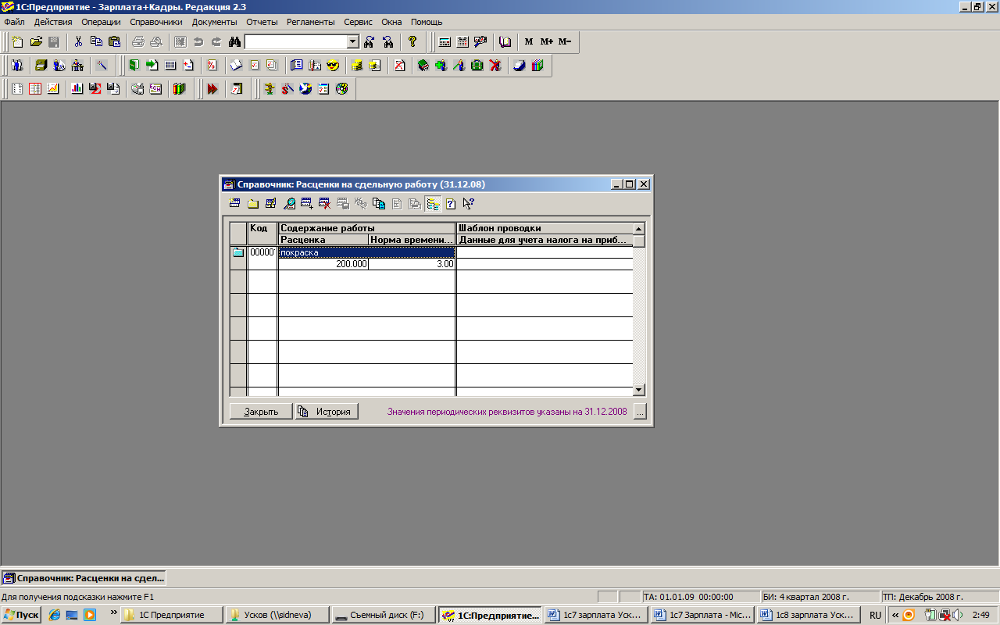 1С:Предприятие - Зарплата+Кадры. Редакция 2.3
Файл Действия Операции Справочники Документы Отчеты Регламенты Сервис Окна Помощь
M M+ M−
Справочник: Расценки на сдельную работу (31.12.08)
Код Содержание работы Шаблон проводки
Расценка Норма времени... Данные для учета налога на приб...
00000 покраска
200.000 3.00
Закрыть История Значения периодических реквизитов указаны на 31.12.2008 ...
Справочник: Расценки на сдел...
Для получения подсказки нажмите F1 TA: 01.01.09 00:00:00 БИ: 4 квартал 2008 г. ТП: Декабрь 2008 г.
Пуск » 1С Предприятие Усков (\\sidneva) Съемный диск (F:) 1С:Предприятие... 1с7 зарплата Уск... 1с7 Зарплата - Mic... 1с8 зарплата Уск... RU « 2:49